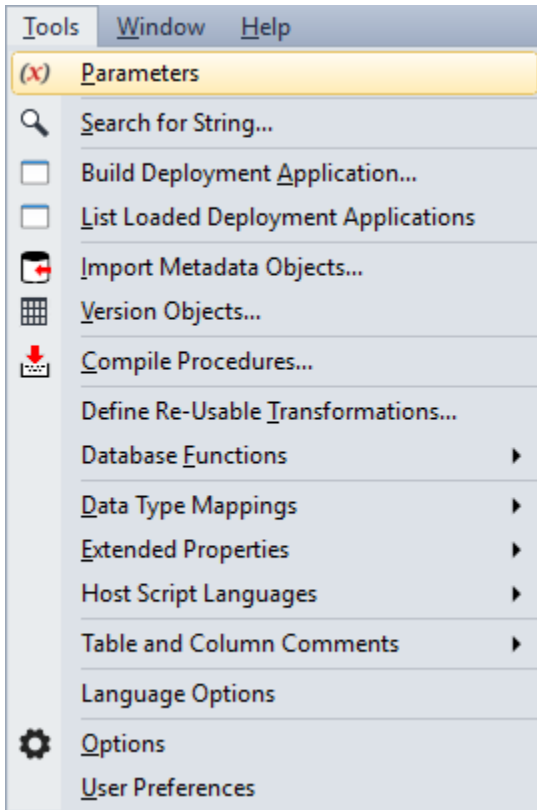 Tools Window Help
(x) Parameters
Search for String...
Build Deployment Application...
List Loaded Deployment Applications
Import Metadata Objects...
Version Objects...
Compile Procedures...
Define Re-Usable Transformations...
Database Functions
Data Type Mappings
Extended Properties
Host Script Languages
Table and Column Comments
Language Options
Options
User Preferences